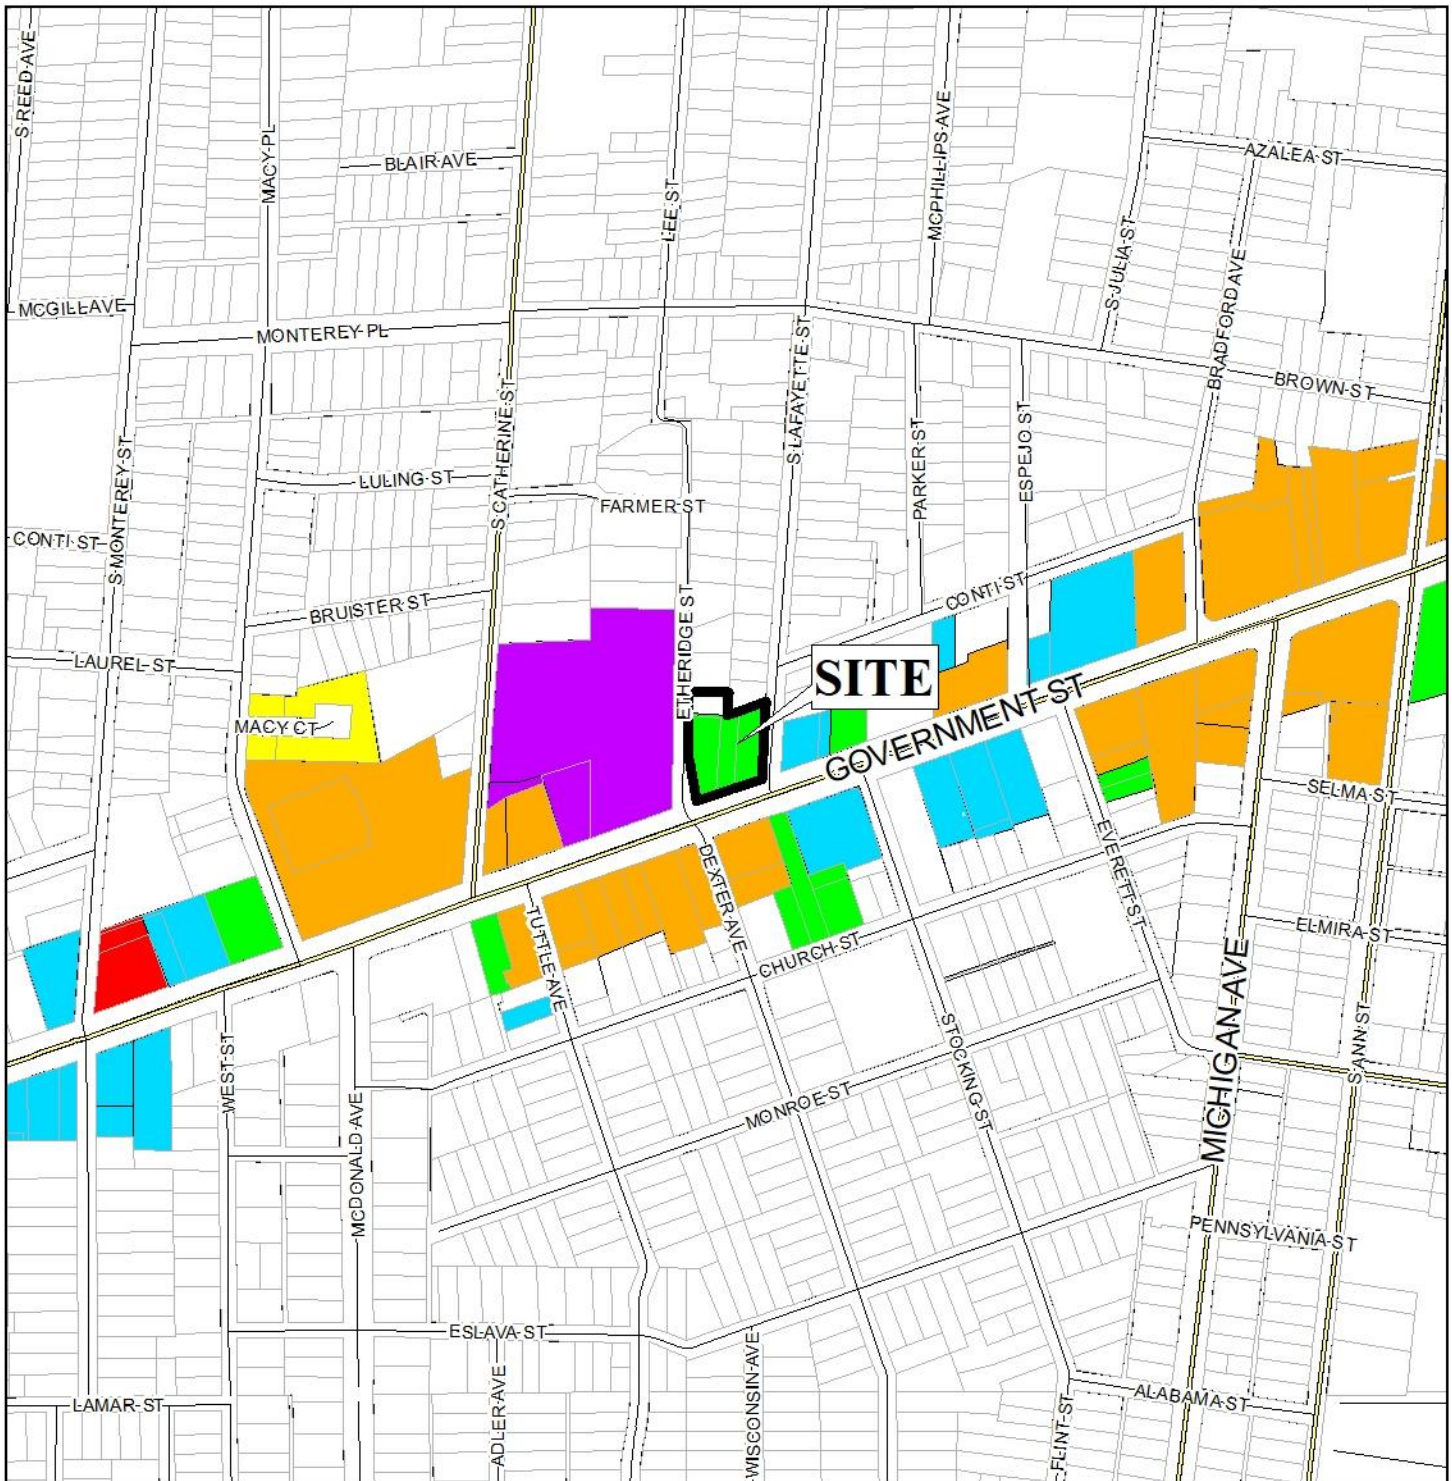 S REED AVE
MACY PL
BLAIR AVE
LEE ST
MCPHILLIPS AVE
AZALEA ST
S JULIA ST
BRADFORD AVE
MCGILL AVE
MONTEREY PL
S LAFAYETTE ST
BROWN ST
S CATHERINE ST
S MONTEREY ST
LULING ST
FARMER ST
PARKER ST
ESPEJO ST
CONTI ST
BRUISTER ST
ETHERIDGE ST
CONTI ST
LAUREL ST
SITE
MACY CT
GOVERNMENT ST
SELMA ST
DEXTER AVE
EVERETT ST
TUTTLE AVE
CHURCH ST
ELMIRA ST
WEST ST
STOCKING ST
MICHIGAN AVE
S ANN ST
MCDONALD AVE
MONROE ST
PENNSYLVANIA ST
ESLAVA ST
ADLER AVE
WISCONSIN AVE
LAMAR ST
FLINT ST
ALABAMA ST